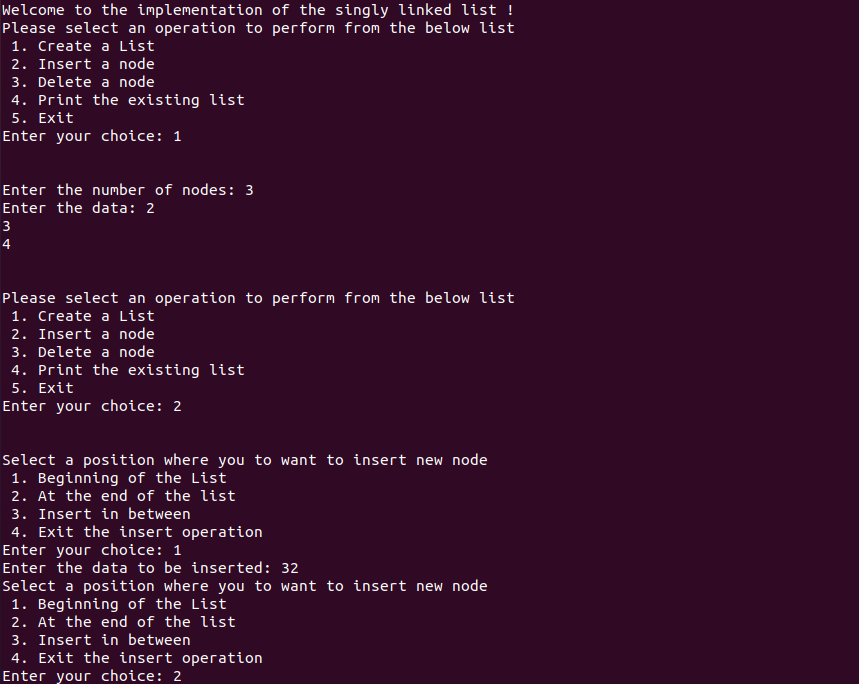 Welcome to the implementation of the singly linked list !
Please select an operation to perform from the below list
 1. Create a List
 2. Insert a node
 3. Delete a node
 4. Print the existing list
 5. Exit
Enter your choice: 1
Enter the number of nodes: 3
Enter the data: 2
3
4
Please select an operation to perform from the below list
 1. Create a List
 2. Insert a node
 3. Delete a node
 4. Print the existing list
 5. Exit
Enter your choice: 2
Select a position where you to want to insert new node
 1. Beginning of the List
 2. At the end of the list
 3. Insert in between
 4. Exit the insert operation
Enter your choice: 1
Enter the data to be inserted: 32
Select a position where you to want to insert new node
 1. Beginning of the List
 2. At the end of the list
 3. Insert in between
 4. Exit the insert operation
Enter your choice: 2